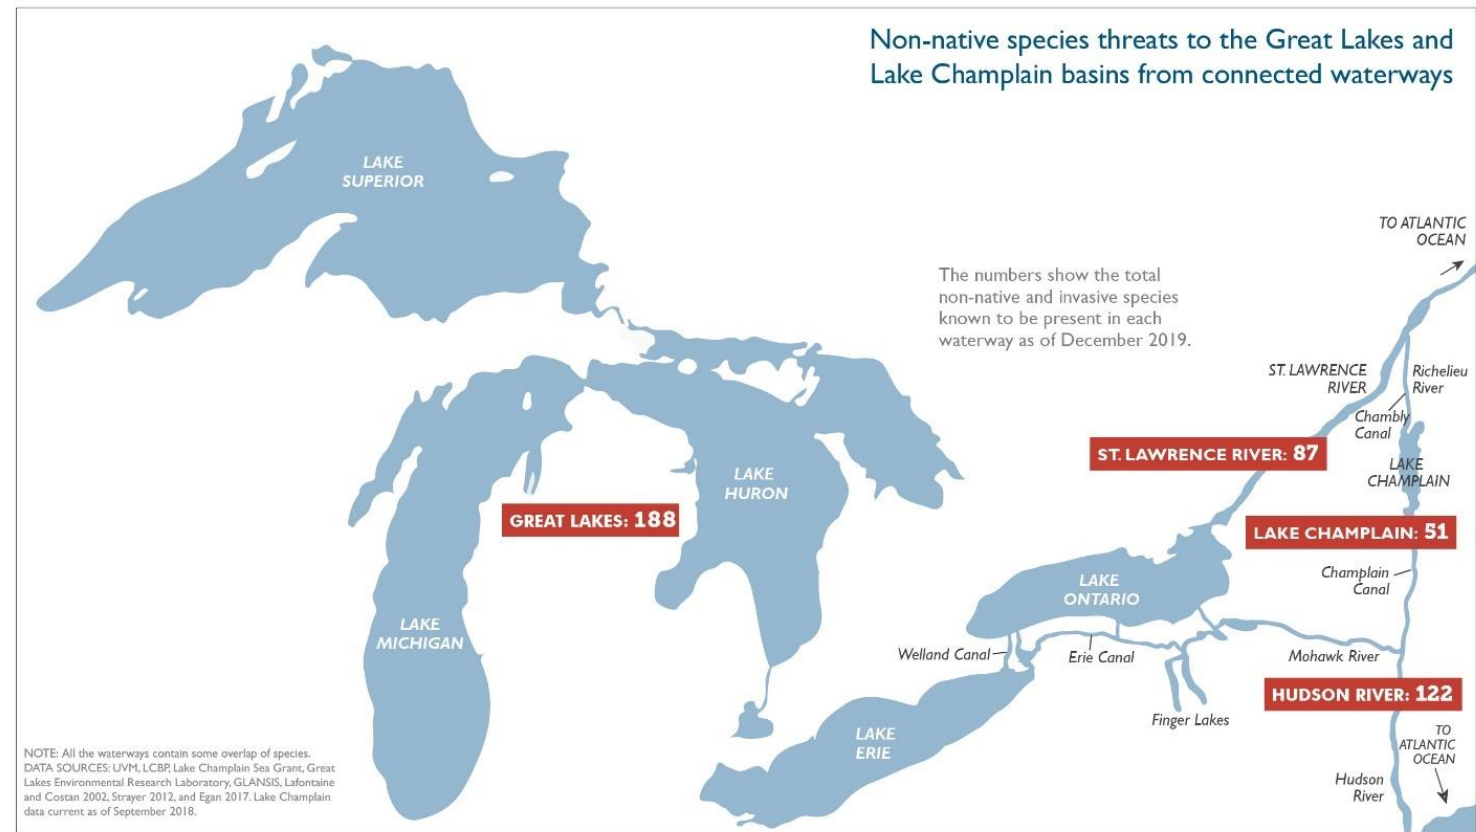 Non-native species threats to the Great Lakes and
Lake Champlain basins from connected waterways
LAKE
SUPERIOR
TO ATLANTIC
OCEAN
The numbers show the total
non-native and invasive species
known to be present in each
waterway as of December 2019.
ST. LAWRENCE
RIVER
Richelieu
River
Chambly
Canal
ST. LAWRENCE RIVER: 87
LAKE
CHAMPLAIN
LAKE
HURON
GREAT LAKES: 188
LAKE CHAMPLAIN: 51
Champlain
Canal
LAKE
ONTARIO
LAKE
MICHIGAN
Welland Canal
Erie Canal
Mohawk River
HUDSON RIVER: 122
Finger Lakes
LAKE
ERIE
TO
ATLANTIC
OCEAN
Hudson
River
NOTE: All the waterways contain some overlap of species.
DATA SOURCES: UVM, LCBP, Lake Champlain Sea Grant, Great
Lakes Environmental Research Laboratory, GLANSIS, Lafontaine
and Costan 2002, Strayer 2012, and Egan 2017. Lake Champlain
data current as of September 2018.